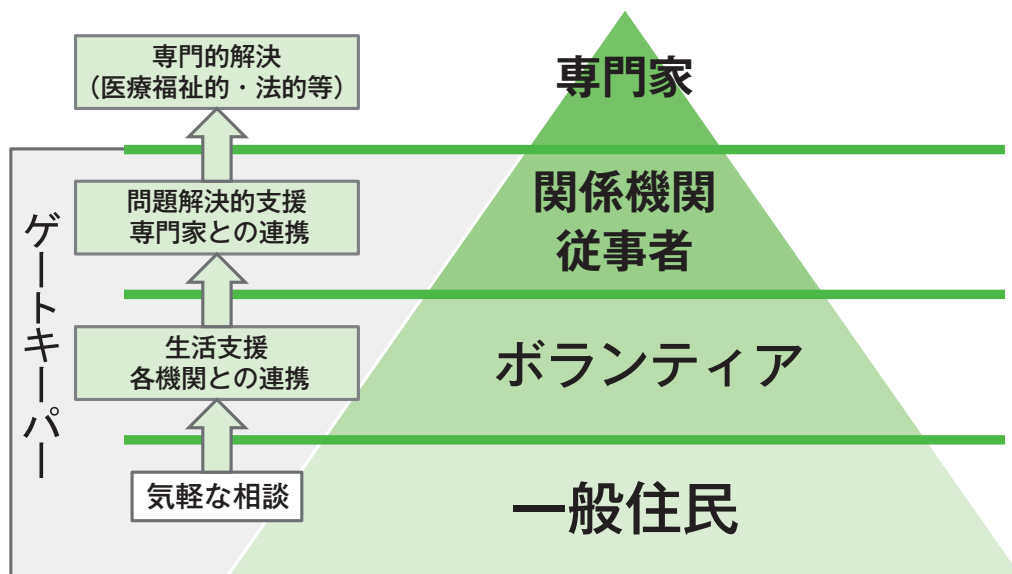 専門的解決
（医療福祉的・法的等）
専門家
問題解決的支援
専門家との連携
関係機関
従事者
ゲートキーパー
生活支援
各機関との連携
ボランティア
気軽な相談
一般住民